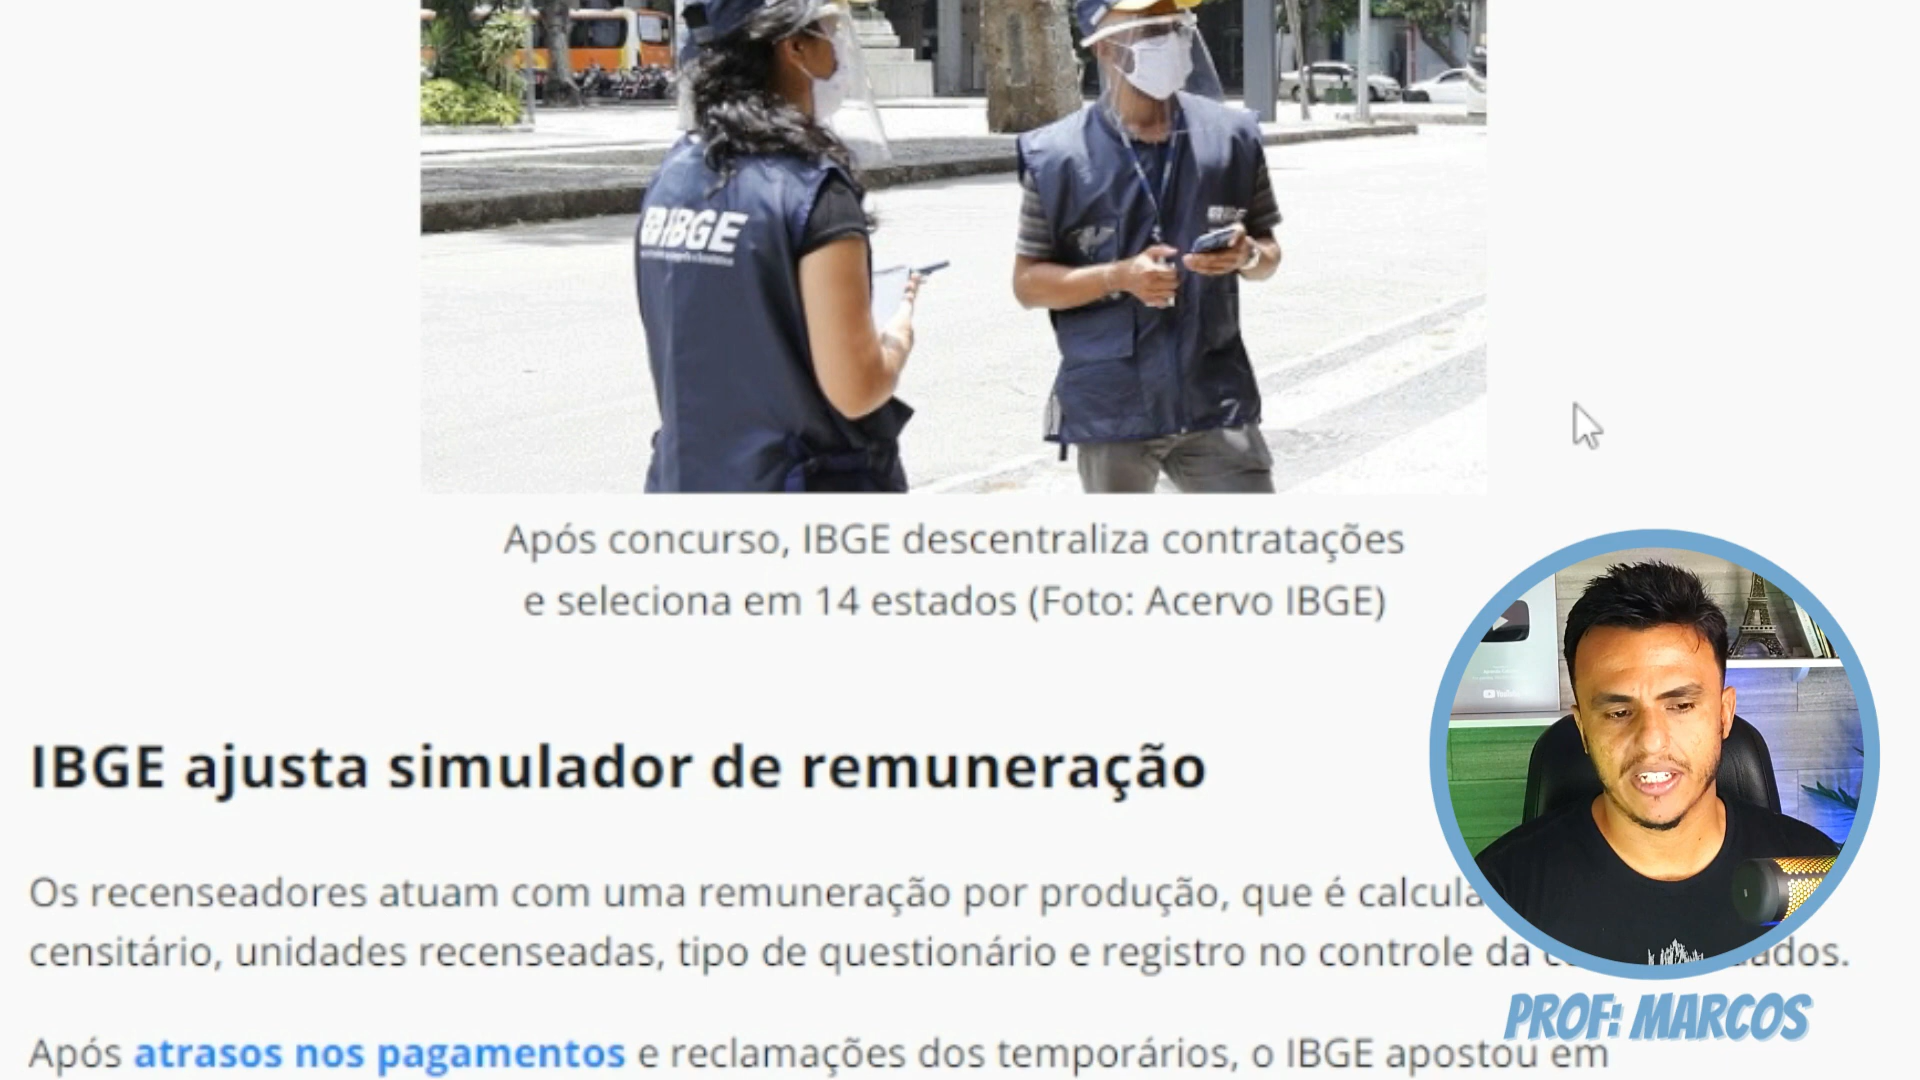 IBGE
Após concurso, IBGE descentraliza contratações
e seleciona em 14 estados (Foto: Acervo IBGE)
IBGE ajusta simulador de remuneração
Os recenseadores atuam com uma remuneração por produção, que é calcula
censitário, unidades recenseadas, tipo de questionário e registro no controle da
YouTube
PROF: MARCOS
Após atrasos nos pagamentos e reclamações dos temporários, o IBGE apostou em